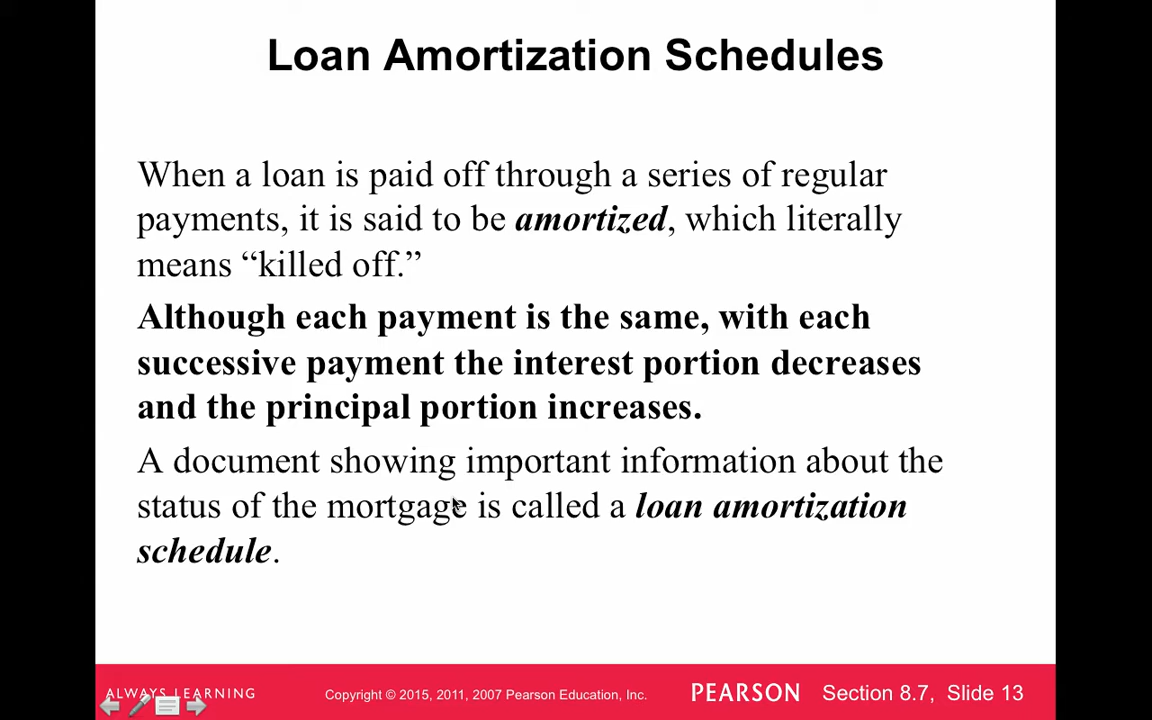 Loan Amortization Schedules
When a loan is paid off through a series of regular
payments, it is said to be amortized, which literally
means “killed off.”
Although each payment is the same, with each
successive payment the interest portion decreases
and the principal portion increases.
A document showing important information about the
status of the mortgage is called a loan amortization
schedule.
ALWAYS LEARNING Copyright © 2015, 2011, 2007 Pearson Education, Inc. PEARSON Section 8.7, Slide 13